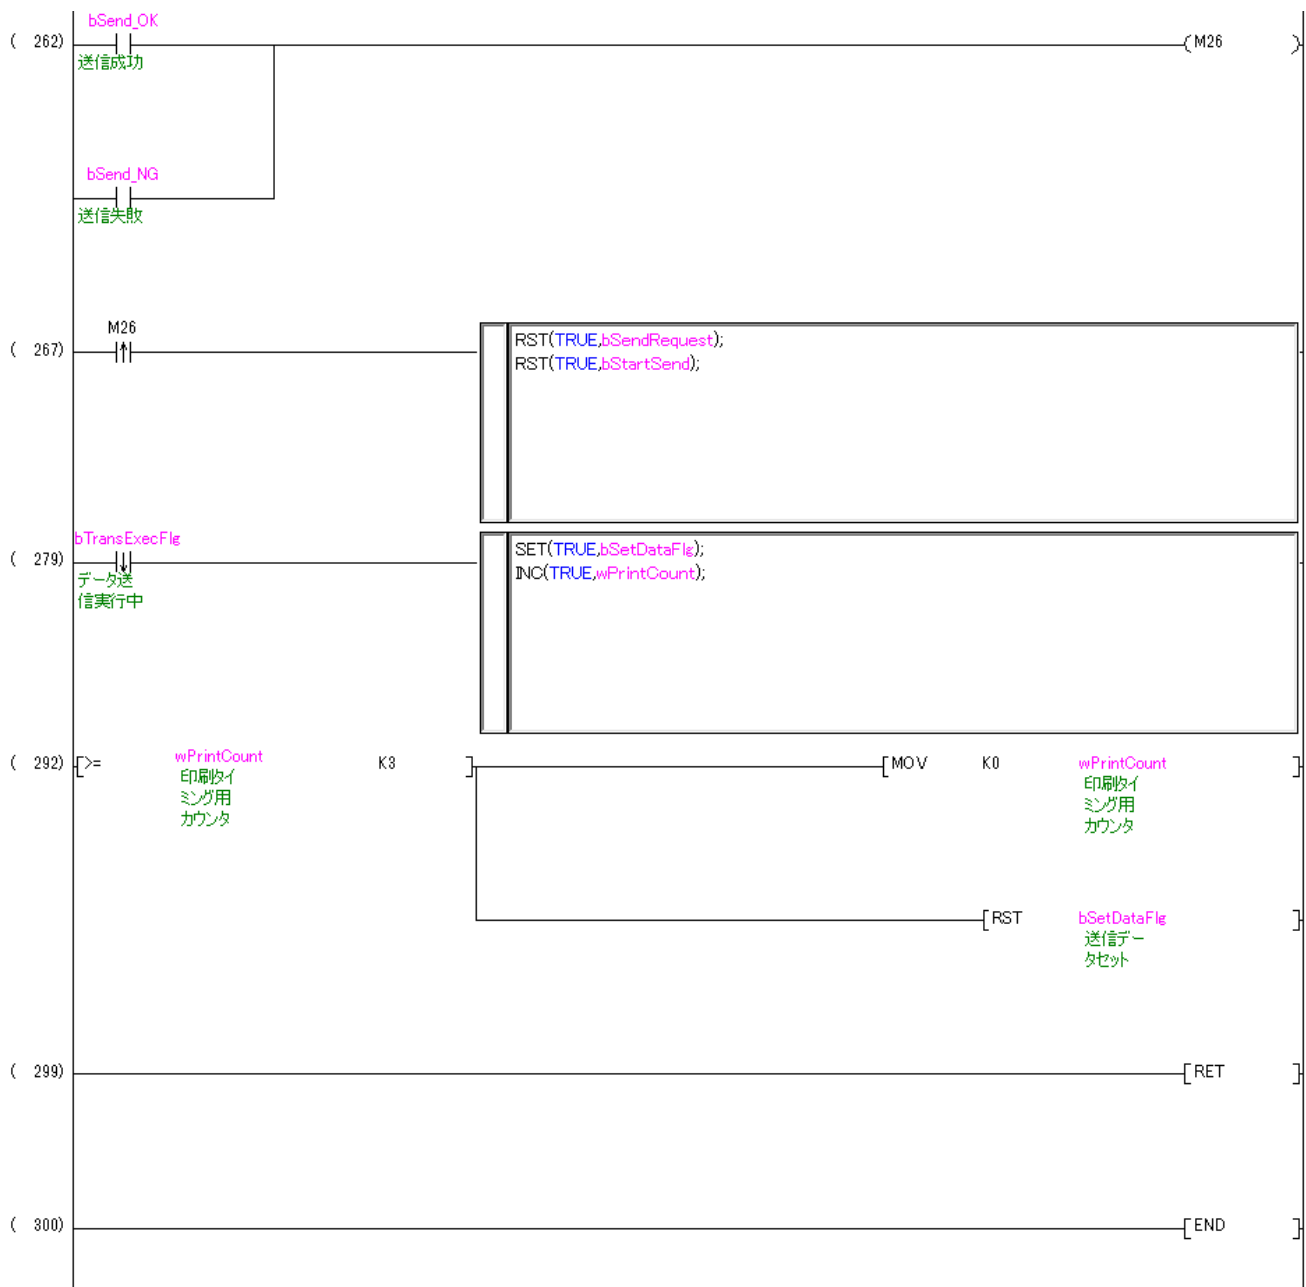 bSend_OK
( 262)
(M26 )
送信成功
bSend_NG
送信失敗
M26
( 267)
RST(TRUE,bSendRequest);
RST(TRUE,bStartSend);
bTransExecFlg
( 279)
データ送
信実行中
SET(TRUE,bSetDataFlg);
INC(TRUE,wPrintCount);
( 292) [>= wPrintCount K3 ] [MOV K0 wPrintCount ]
印刷タイ
ミング用
カウンタ
印刷タイ
ミング用
カウンタ
[RST bSetDataFlg ]
送信デー
タセット
( 299) [RET ]
( 300) [END ]